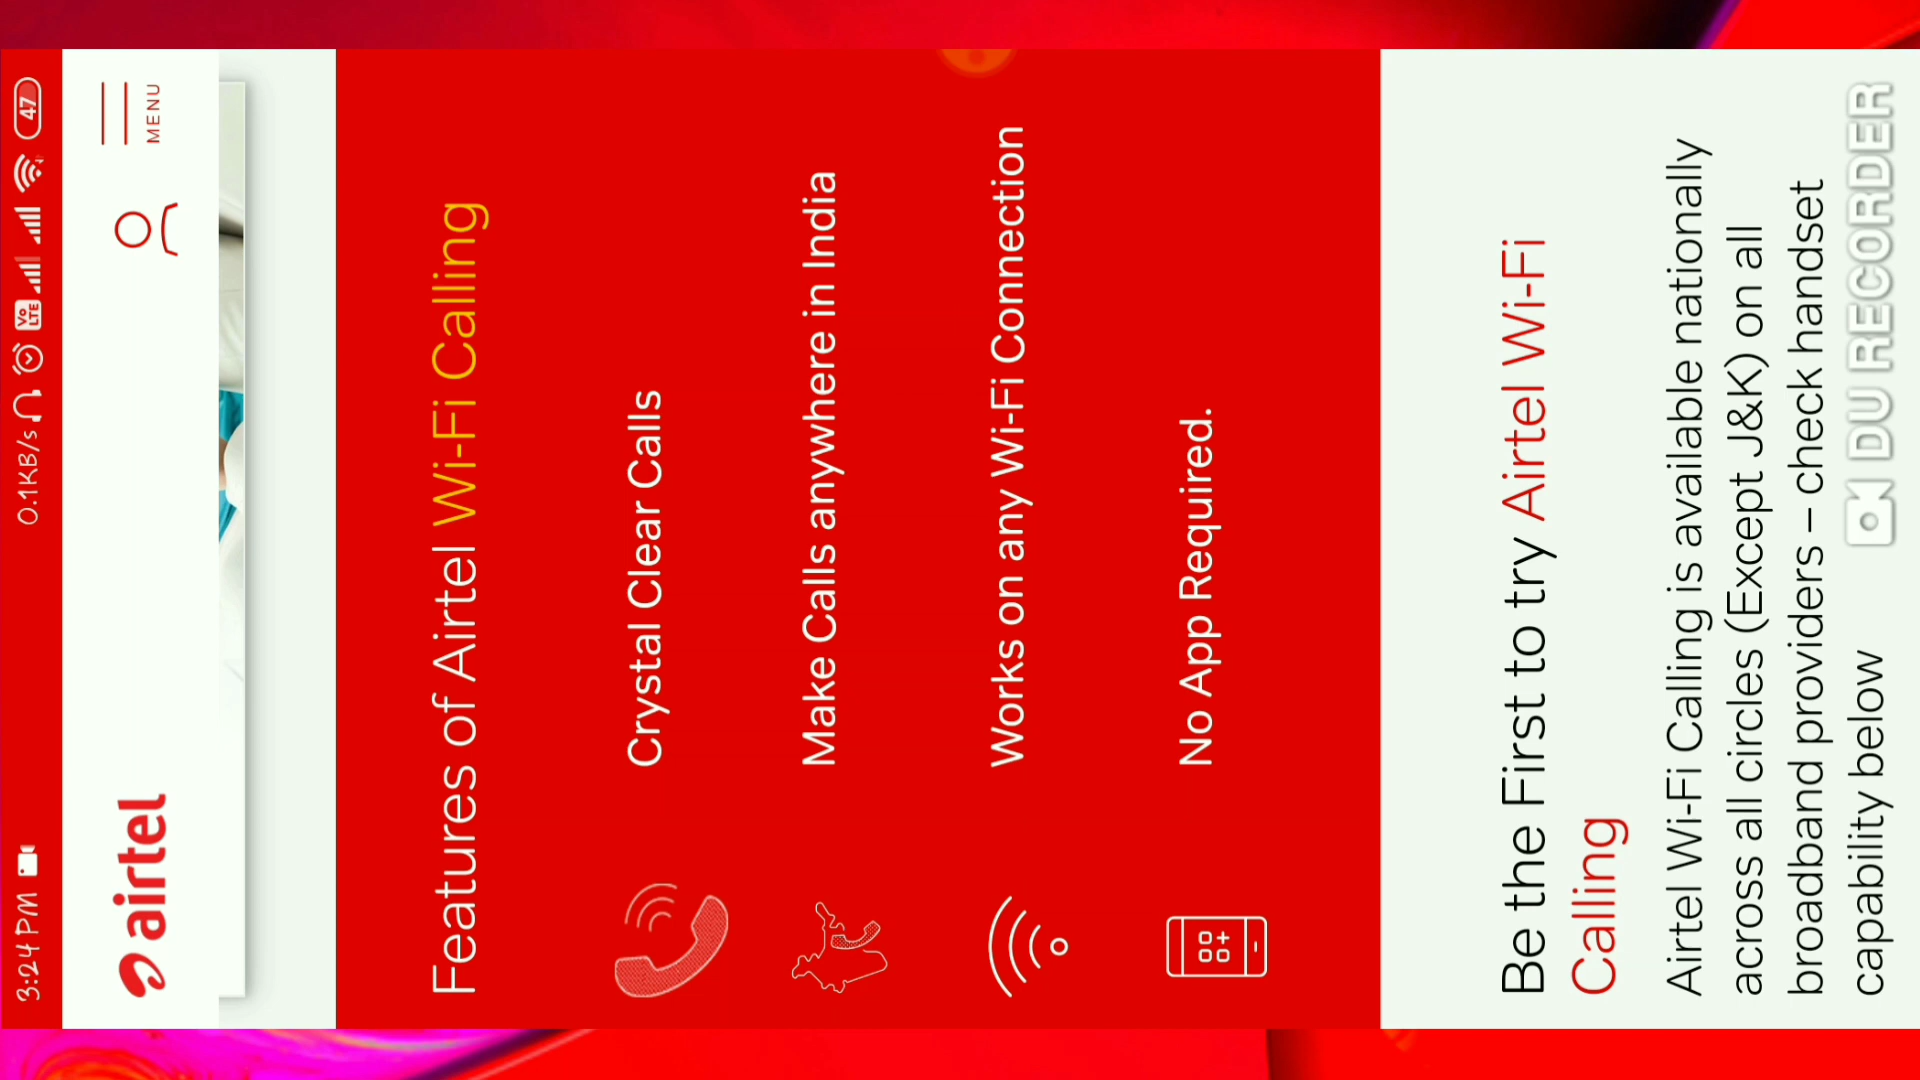 3:24 PM
0.1KB/s
Vo LTE
47
airtel
MENU
Features of Airtel Wi-Fi Calling
Crystal Clear Calls
Make Calls anywhere in India
Works on any Wi-Fi Connection
No App Required.
Be the First to try Airtel Wi-Fi
Calling
Airtel Wi-Fi Calling is available nationally
across all circles (Except J&K) on all
broadband providers – check handset
capability below
DU RECORDER